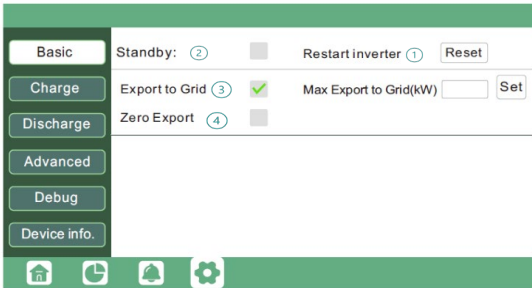 Basic
Standby: 2
Restart inverter 1 Reset
Charge
Export to Grid 3
Max Export to Grid(kW) Set
Discharge
Zero Export 4
Advanced
Debug
Device info.